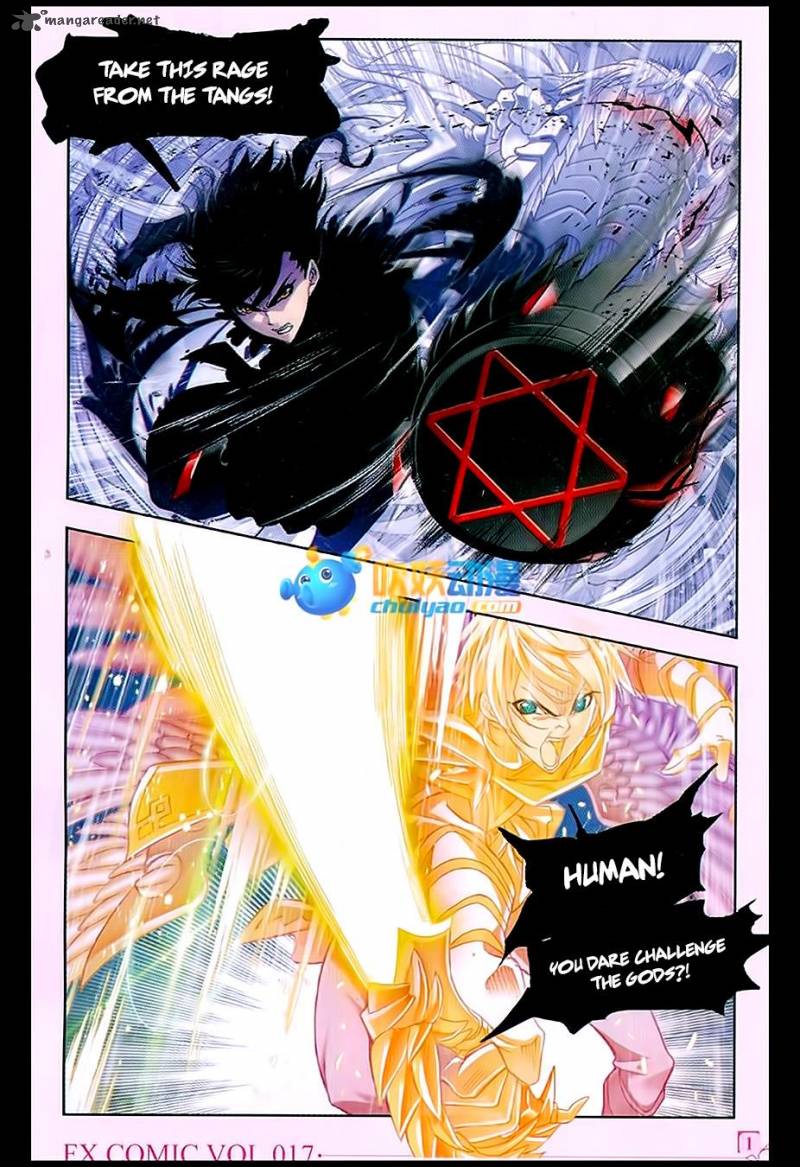 mangareader.net
TAKE THIS RAGE
FROM THE TANGS!
吹妖动漫
chuiyao.com
HUMAN!
YOU DARE CHALLENGE
THE GODS?!
FX COMIC VOL 017
1